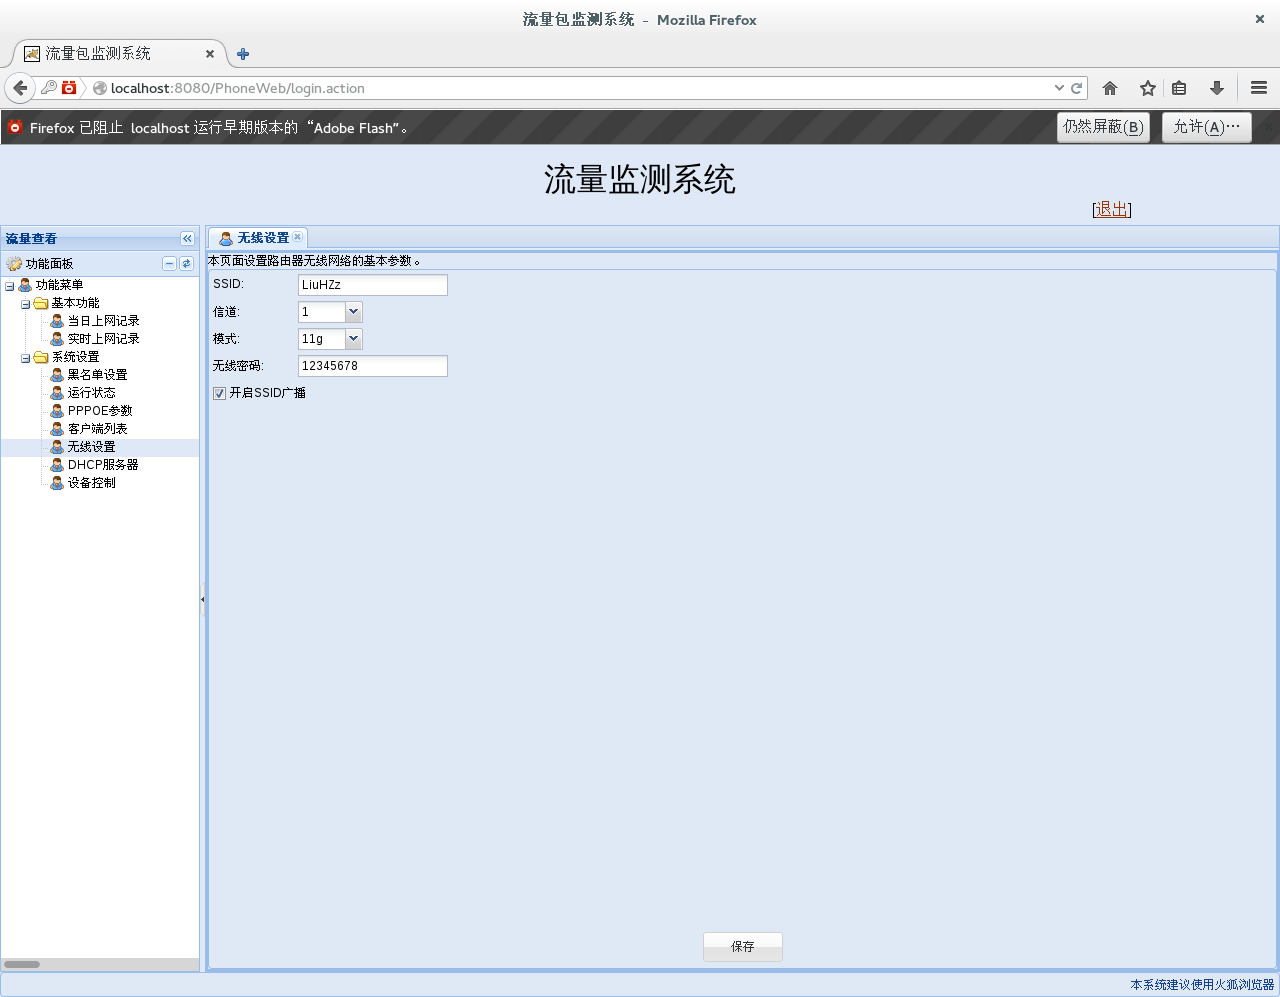 流量包监测系统 - Mozilla Firefox
流量包监测系统
localhost:8080/PhoneWeb/login.action
Firefox 已阻止 localhost 运行早期版本的“Adobe Flash”。
仍然屏蔽(B) 允许(A)…
流量监测系统
[退出]
流量查看
功能面板
功能菜单
基本功能
当日上网记录
实时上网记录
系统设置
黑名单设置
运行状态
PPPOE参数
客户端列表
无线设置
DHCP服务器
设备控制
无线设置
本页面设置路由器无线网络的基本参数。
SSID: LiuHZz
信道: 1
模式: 11g
无线密码: 12345678
开启SSID广播
保存
本系统建议使用火狐浏览器